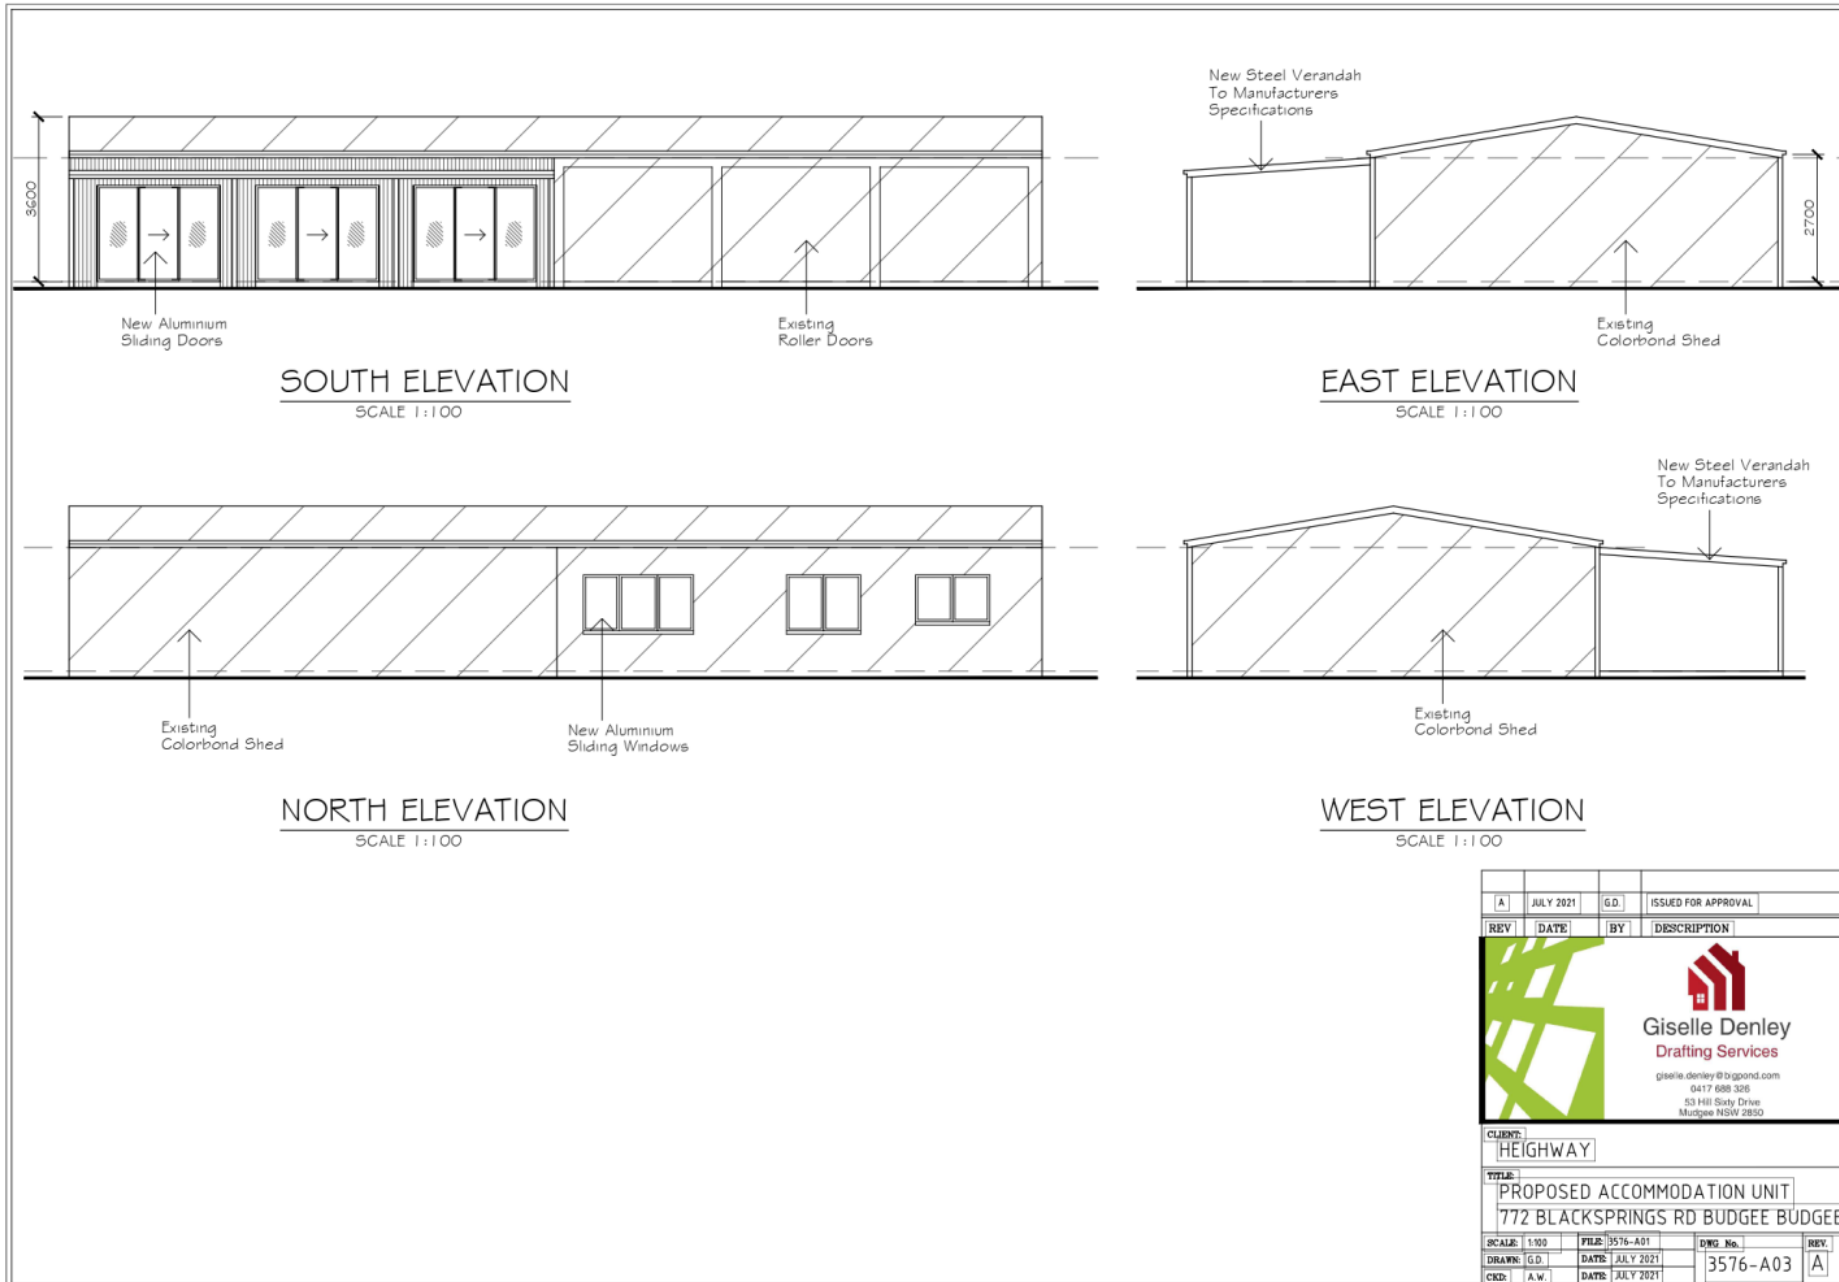 New Steel Verandah
To Manufacturers
Specifications
3600
2700
New Aluminium
Sliding Doors
Existing
Roller Doors
Existing
Colorbond Shed
SOUTH ELEVATION
SCALE 1:100
EAST ELEVATION
SCALE 1:100
New Steel Verandah
To Manufacturers
Specifications
Existing
Colorbond Shed
New Aluminium
Sliding Windows
Existing
Colorbond Shed
NORTH ELEVATION
SCALE 1:100
WEST ELEVATION
SCALE 1:100
A JULY 2021 G.D. ISSUED FOR APPROVAL
REV DATE BY DESCRIPTION
Giselle Denley
Drafting Services
giselle.denley@bigpond.com
0417 688 326
53 Hill Sixty Drive
Mudgee NSW 2850
CLIENT:
HEIGHWAY
TITLE:
PROPOSED ACCOMMODATION UNIT
772 BLACKSPRINGS RD BUDGEE BUDGEE
SCALE: 1:100 FILE: 3576-A01 DWG No. REV.
DRAWN: G.D. DATE: JULY 2021 3576-A03 A
CKD: A.W. DATE: JULY 2021